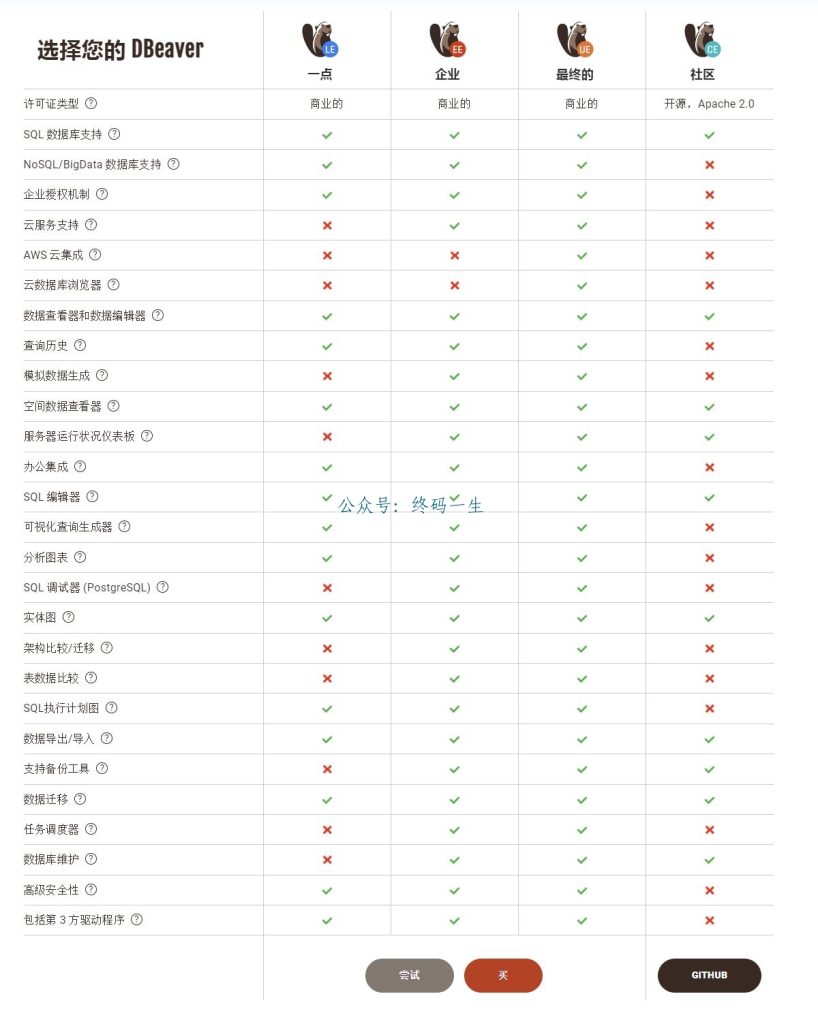 选择您的 DBeaver
LE EE UE CE
一点 企业 最终的 社区
许可证类型 ? 商业的 商业的 商业的 开源，Apache 2.0
SQL 数据库支持 ?
NoSQL/BigData 数据库支持 ?
企业授权机制 ?
云服务支持 ?
AWS 云集成 ?
云数据库浏览器 ?
数据查看器和数据编辑器 ?
查询历史 ?
模拟数据生成 ?
空间数据查看器 ?
服务器运行状况仪表板 ?
办公集成 ?
SQL 编辑器 ?
公众号：终码一生
可视化查询生成器 ?
分析图表 ?
SQL 调试器 (PostgreSQL) ?
实体图 ?
架构比较/迁移 ?
表数据比较 ?
SQL执行计划图 ?
数据导出/导入 ?
支持备份工具 ?
数据迁移 ?
任务调度器 ?
数据库维护 ?
高级安全性 ?
包括第 3 方驱动程序 ?
尝试 买 GITHUB